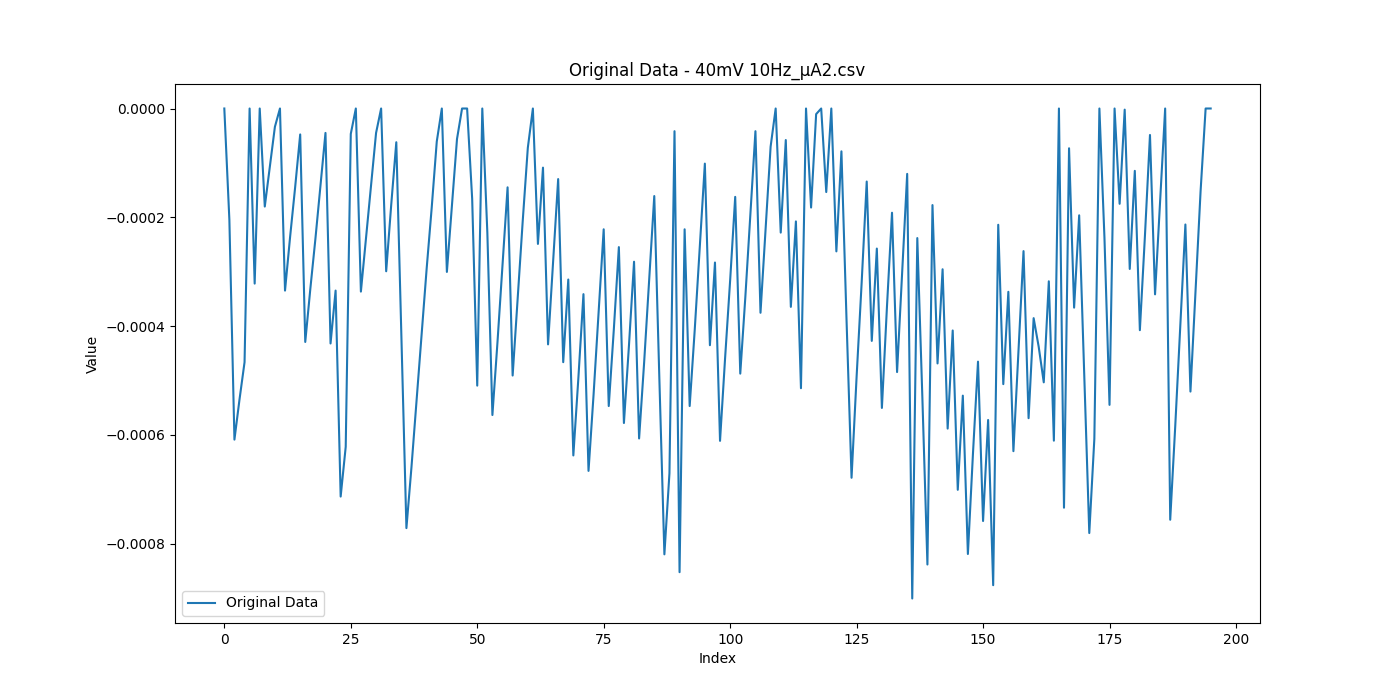 Original Data - 40mV 10Hz_μA2.csv
0.0000
−0.0002
−0.0004
−0.0006
−0.0008
Value
Original Data
0 25 50 75 100 125 150 175 200
Index